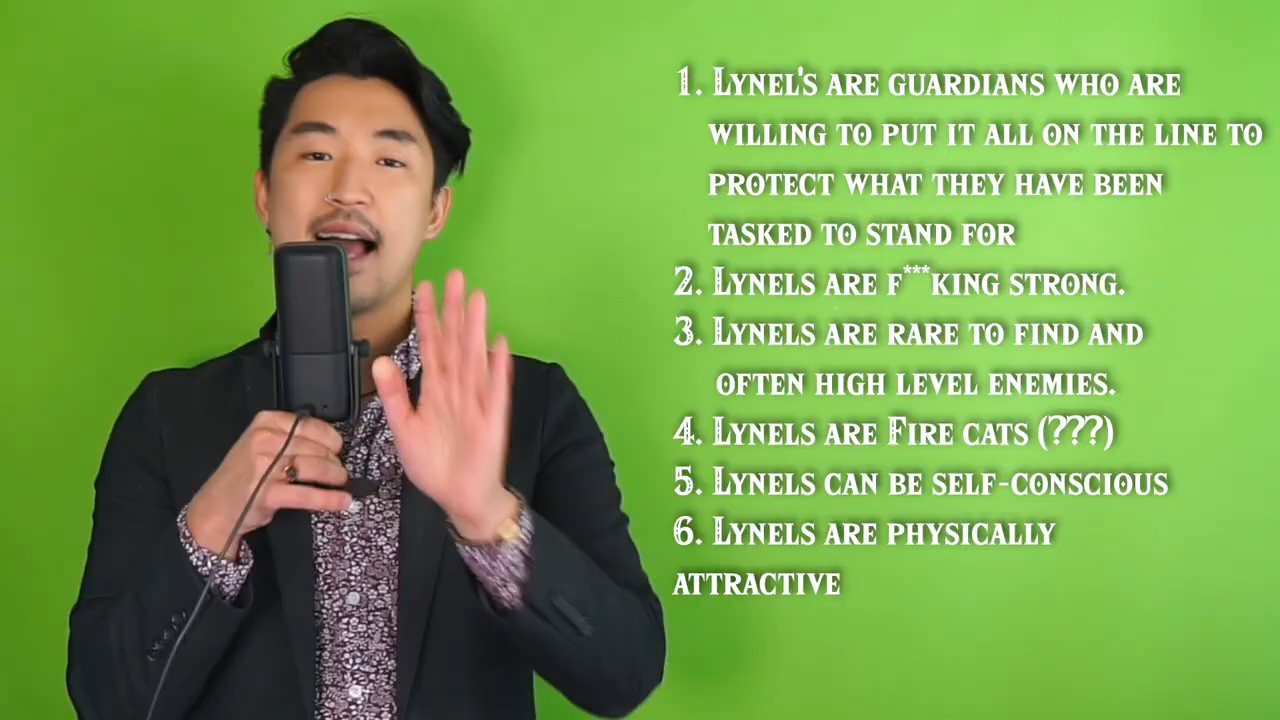 1. Lynel's are guardians who are
willing to put it all on the line to
protect what they have been
tasked to stand for
2. Lynels are f***king strong.
3. Lynels are rare to find and
often high level enemies.
4. Lynels are Fire cats (???)
5. Lynels can be self-conscious
6. Lynels are physically
attractive